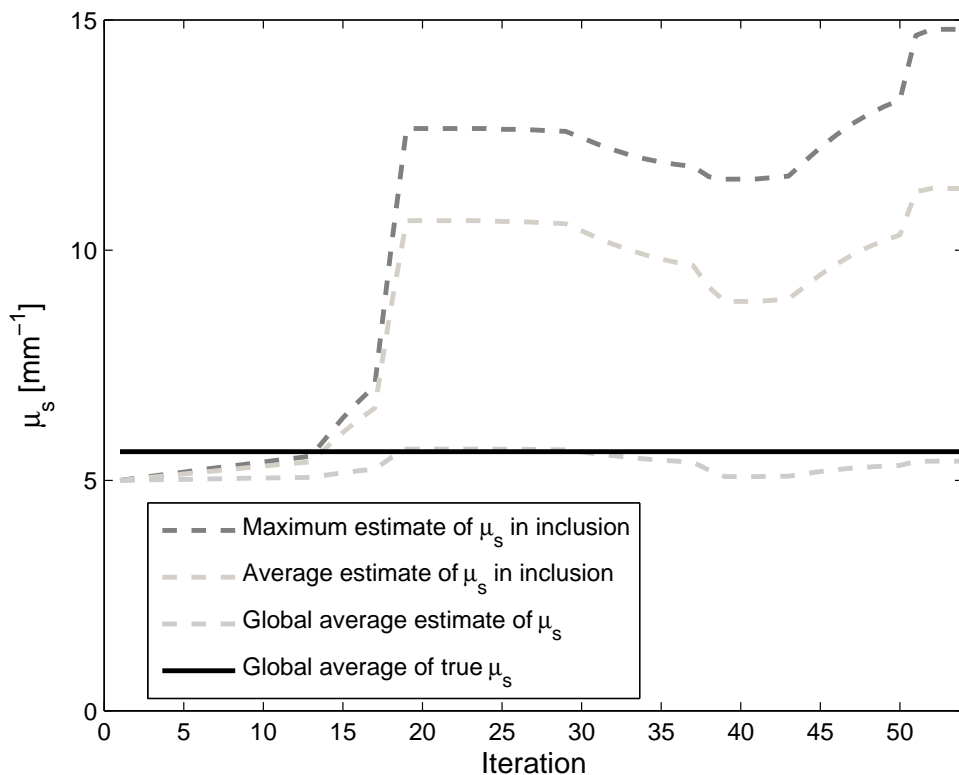 15
10
5
0
μs [mm−1]
Maximum estimate of μs in inclusion
Average estimate of μs in inclusion
Global average estimate of μs
Global average of true μs
0 5 10 15 20 25 30 35 40 45 50
Iteration